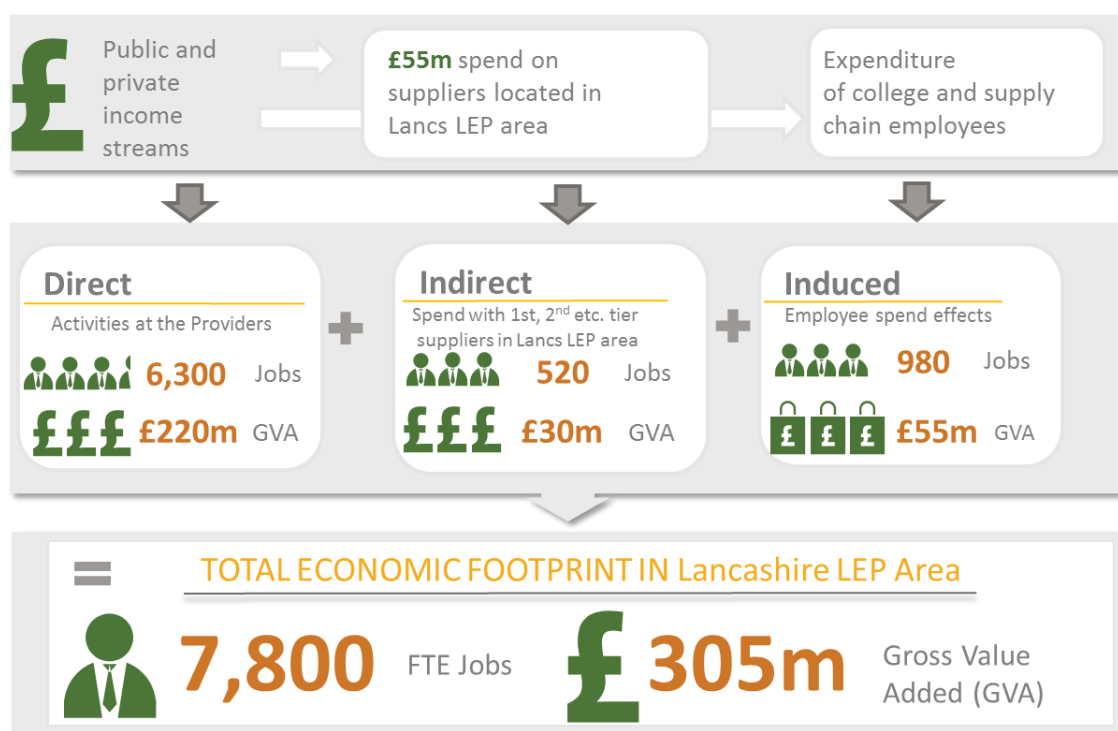 £
Public and
private
income
streams
£55m spend on
suppliers located in
Lancs LEP area
Expenditure
of college and supply
chain employees
Direct
Activities at the Providers
6,300 Jobs
£££ £220m GVA
+
Indirect
Spend with 1st, 2nd etc. tier
suppliers in Lancs LEP area
520 Jobs
£££ £30m GVA
+
Induced
Employee spend effects
980 Jobs
£ £ £ £55m GVA
=
TOTAL ECONOMIC FOOTPRINT IN Lancashire LEP Area
7,800 FTE Jobs
£305m Gross Value
Added (GVA)